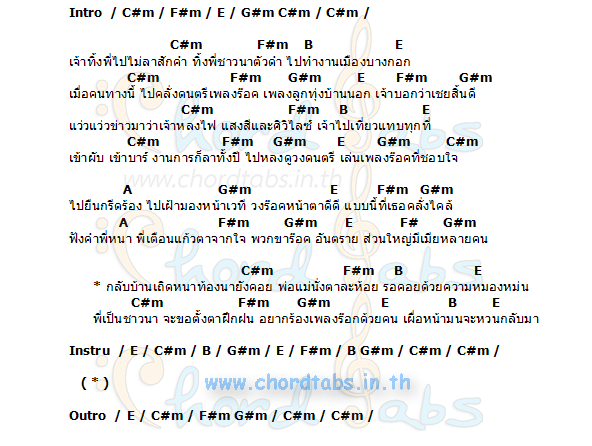 Intro / C#m / F#m / E / G#m C#m / C#m /
C#m F#m B E
เจ้าทิ้งพี่ไปไม่ลาสักคำ ทิ้งพี่ชาวนาตัวดำ ไปทำงานเมืองบางกอก
C#m F#m G#m E F#m G#m
เมื่อคนทางนี้ ไปคลั่งดนตรีเพลงร๊อค เพลงลูกทุ่งบ้านนอก เจ้าบอกว่าเชยสิ้นดี
C#m F#m B E
แว่วแว่วข่าวมาว่าเจ้าหลงไฟ แสงสีและศิวิไลซ์ เจ้าไปเที่ยวแทบทุกที่
C#m F#m G#m E G#m C#m
เข้าผับ เข้าบาร์ งานการก็ลาทั้งปี ไปหลงดูวงดนตรี เล่นเพลงร๊อคที่ชอบใจ
www.chordtabs.in.th
A G#m E F#m G#m
ไปยืนกรีดร้อง ไปเฝ้ามองหน้าเวที วงร๊อคหน้าตาดีดี แบบนี้ที่เธอคลั่งไคล้
A F#m G#m E F# G#m
ฟังคำพี่หนา พี่เตือนแก้วตาจากใจ พวกขาร๊อค อันตราย ส่วนใหญ่มีเมียหลายคน
C#m F#m B E
* กลับบ้านเถิดหนาท้องนายังคอย พ่อแม่นั่งตาละห้อย รอคอยด้วยความหมองหม่น
C#m F#m G#m E B E
พี่เป็นชาวนา จะขอตั้งตาฝึกฝน อยากร้องเพลงร๊อกด้วยคน เผื่อหน้ามนจะหวนกลับมา
Instru / E / C#m / B / G#m / E / F#m / B G#m / C#m / C#m /
( * )
www.chordtabs.in.th
Outro / E / C#m / F#m G#m / C#m / C#m /